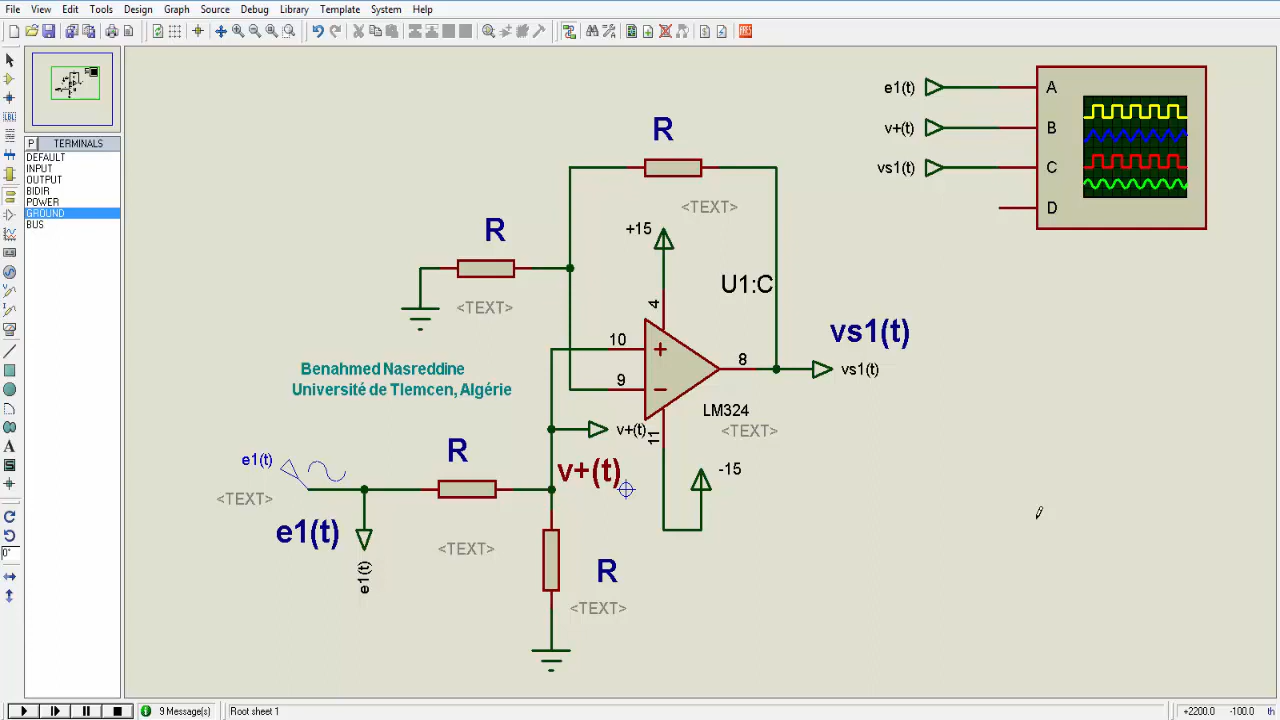 File View Edit Tools Design Graph Source Debug Library Template System Help
P TERMINALS
DEFAULT
INPUT
OUTPUT
BIDIR
POWER
GROUND
BUS
0°
e1(t) A
v+(t) B
vs1(t) C
D
R
<TEXT>
+15
R
<TEXT>
U1:C
4
10
9
8
11
+
−
vs1(t)
vs1(t)
LM324
<TEXT>
Benahmed Nasreddine
Université de Tlemcen, Algérie
v+(t)
v+(t)
-15
e1(t)
<TEXT>
R
<TEXT>
e1(t)
e1(t)
R
<TEXT>
9 Message(s) Root sheet 1 +2200.0 -100.0 th